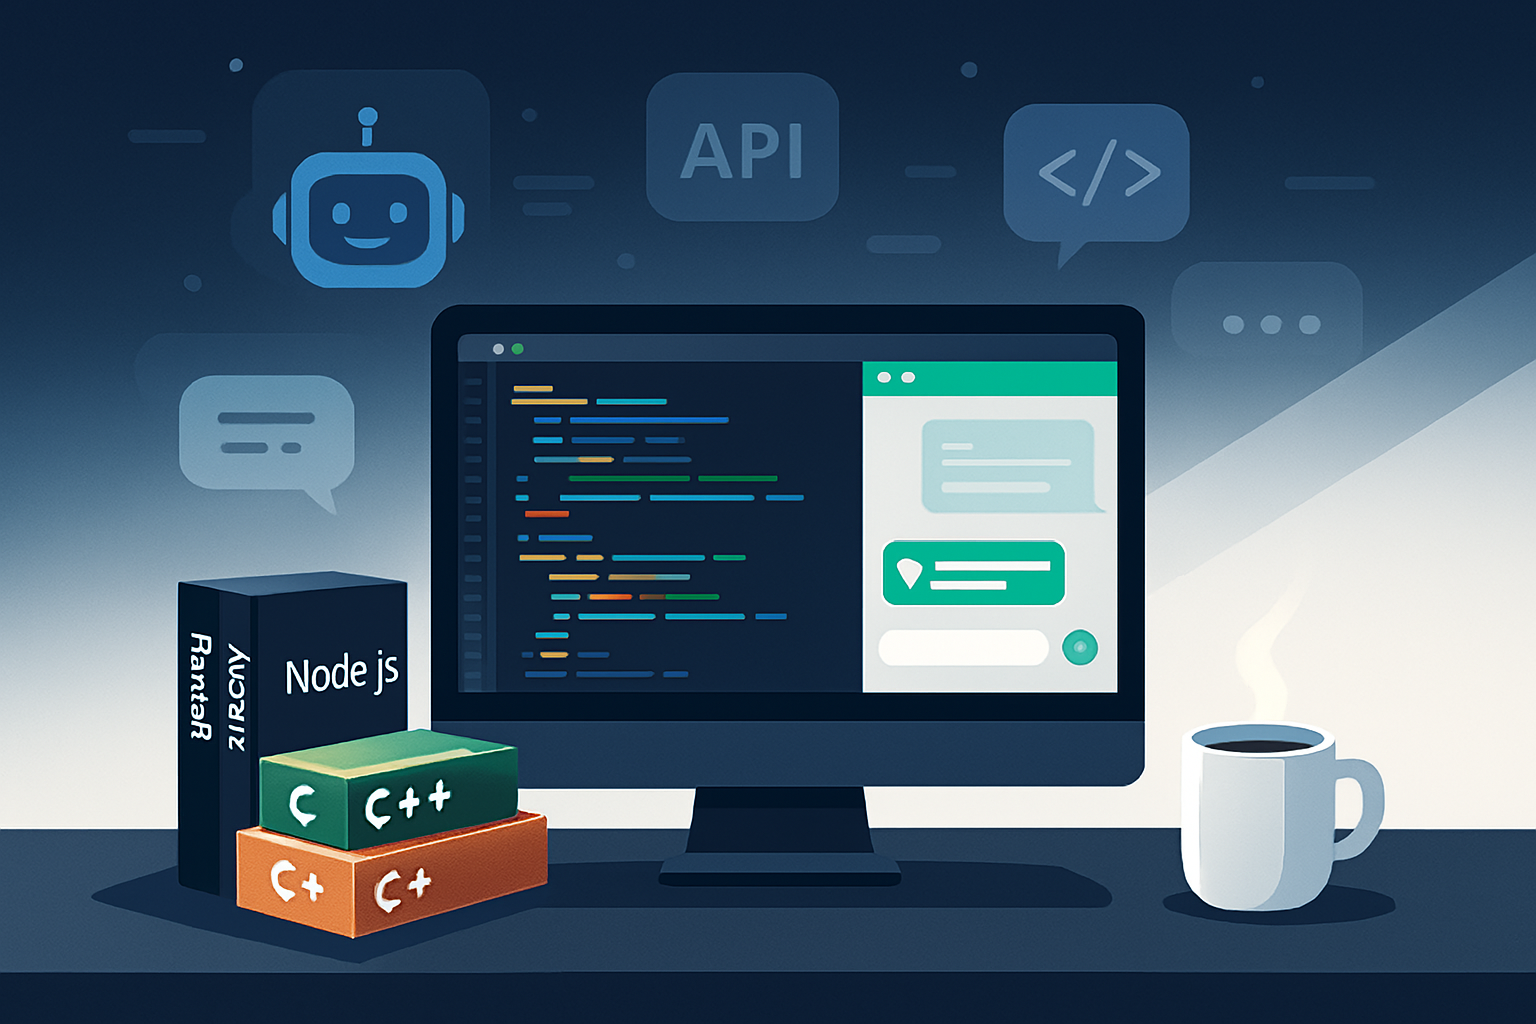 API
</>
RantaR
ZIRCNY
Node js
C
C++
C+
C+